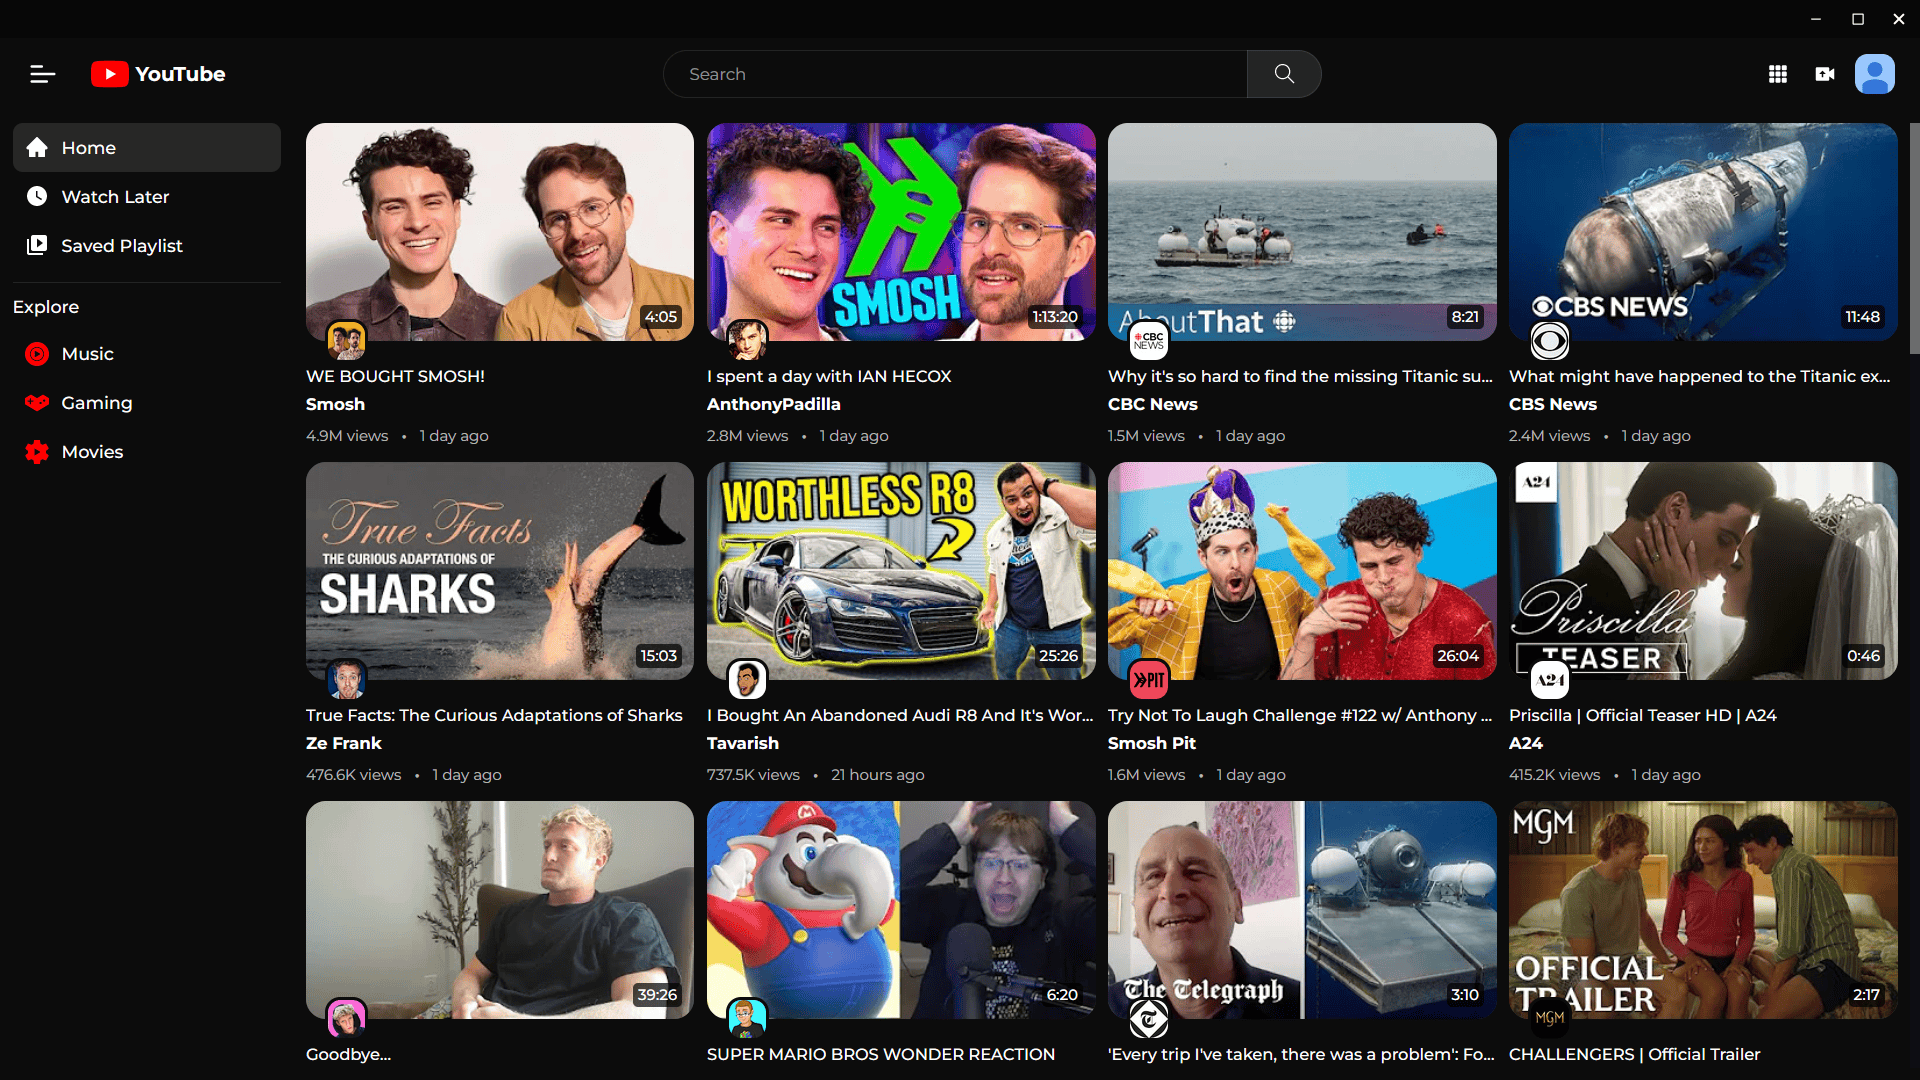 YouTube
Search
Home
Watch Later
Saved Playlist
Explore
Music
Gaming
Movies
4:05
WE BOUGHT SMOSH!
Smosh
4.9M views • 1 day ago
SMOSH
1:13:20
I spent a day with IAN HECOX
AnthonyPadilla
2.8M views • 1 day ago
AboutThat
8:21
CBC
NEWS
Why it's so hard to find the missing Titanic su...
CBC News
1.5M views • 1 day ago
CBS NEWS
11:48
What might have happened to the Titanic ex...
CBS News
2.4M views • 1 day ago
True Facts
THE CURIOUS ADAPTATIONS OF
SHARKS
15:03
True Facts: The Curious Adaptations of Sharks
Ze Frank
476.6K views • 1 day ago
WORTHLESS R8
25:26
I Bought An Abandoned Audi R8 And It's Wor...
Tavarish
737.5K views • 21 hours ago
26:04
PIT
Try Not To Laugh Challenge #122 w/ Anthony ...
Smosh Pit
1.6M views • 1 day ago
A24
Priscilla
TEASER
0:46
A24
Priscilla | Official Teaser HD | A24
A24
415.2K views • 1 day ago
39:26
Goodbye...
M
6:20
SUPER MARIO BROS WONDER REACTION
The Telegraph
3:10
T
'Every trip I've taken, there was a problem': Fo...
MGM
OFFICIAL
TRAILER
2:17
MGM
CHALLENGERS | Official Trailer